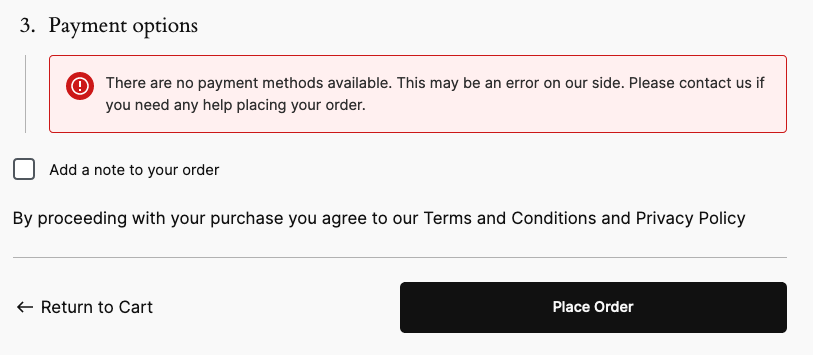 3. Payment options
There are no payment methods available. This may be an error on our side. Please contact us if
you need any help placing your order.
Add a note to your order
By proceeding with your purchase you agree to our Terms and Conditions and Privacy Policy
← Return to Cart
Place Order